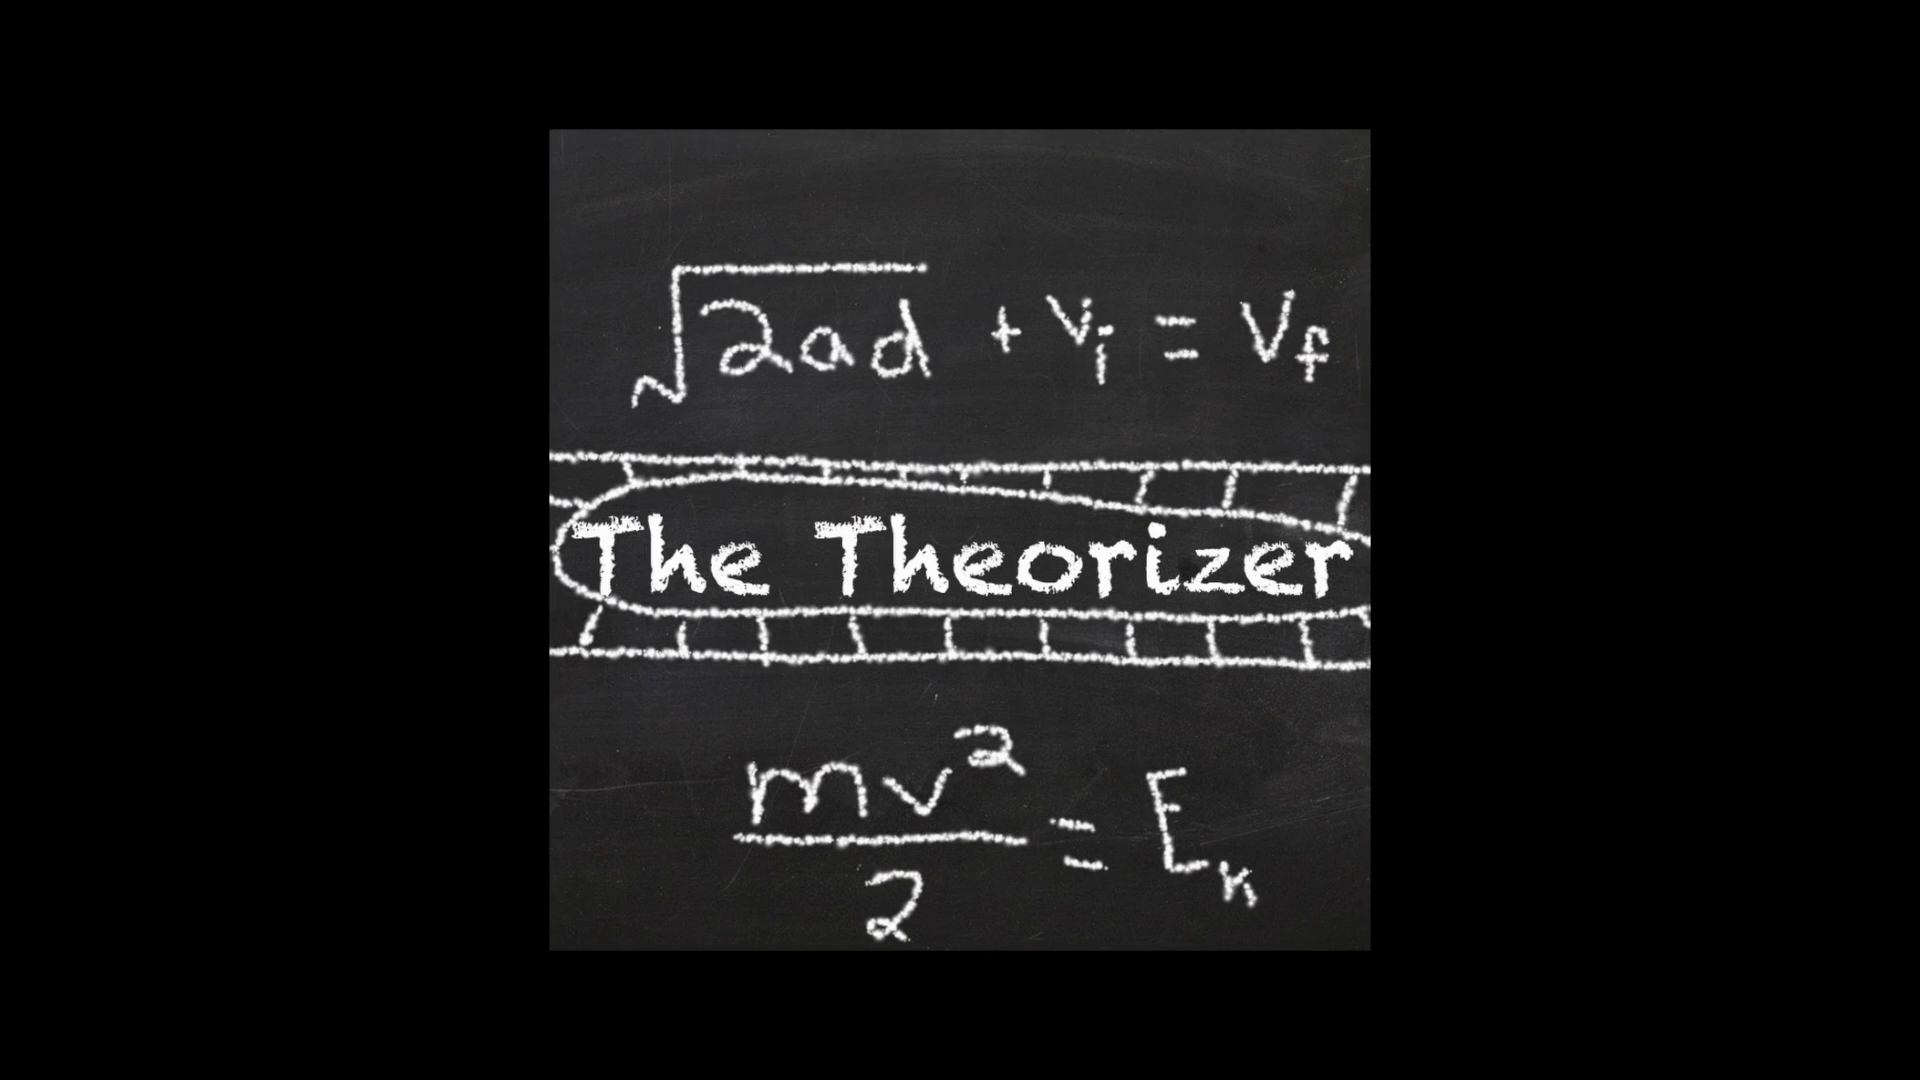 √2ad + vi = Vf
The Theorizer
mv²
2
= Ek